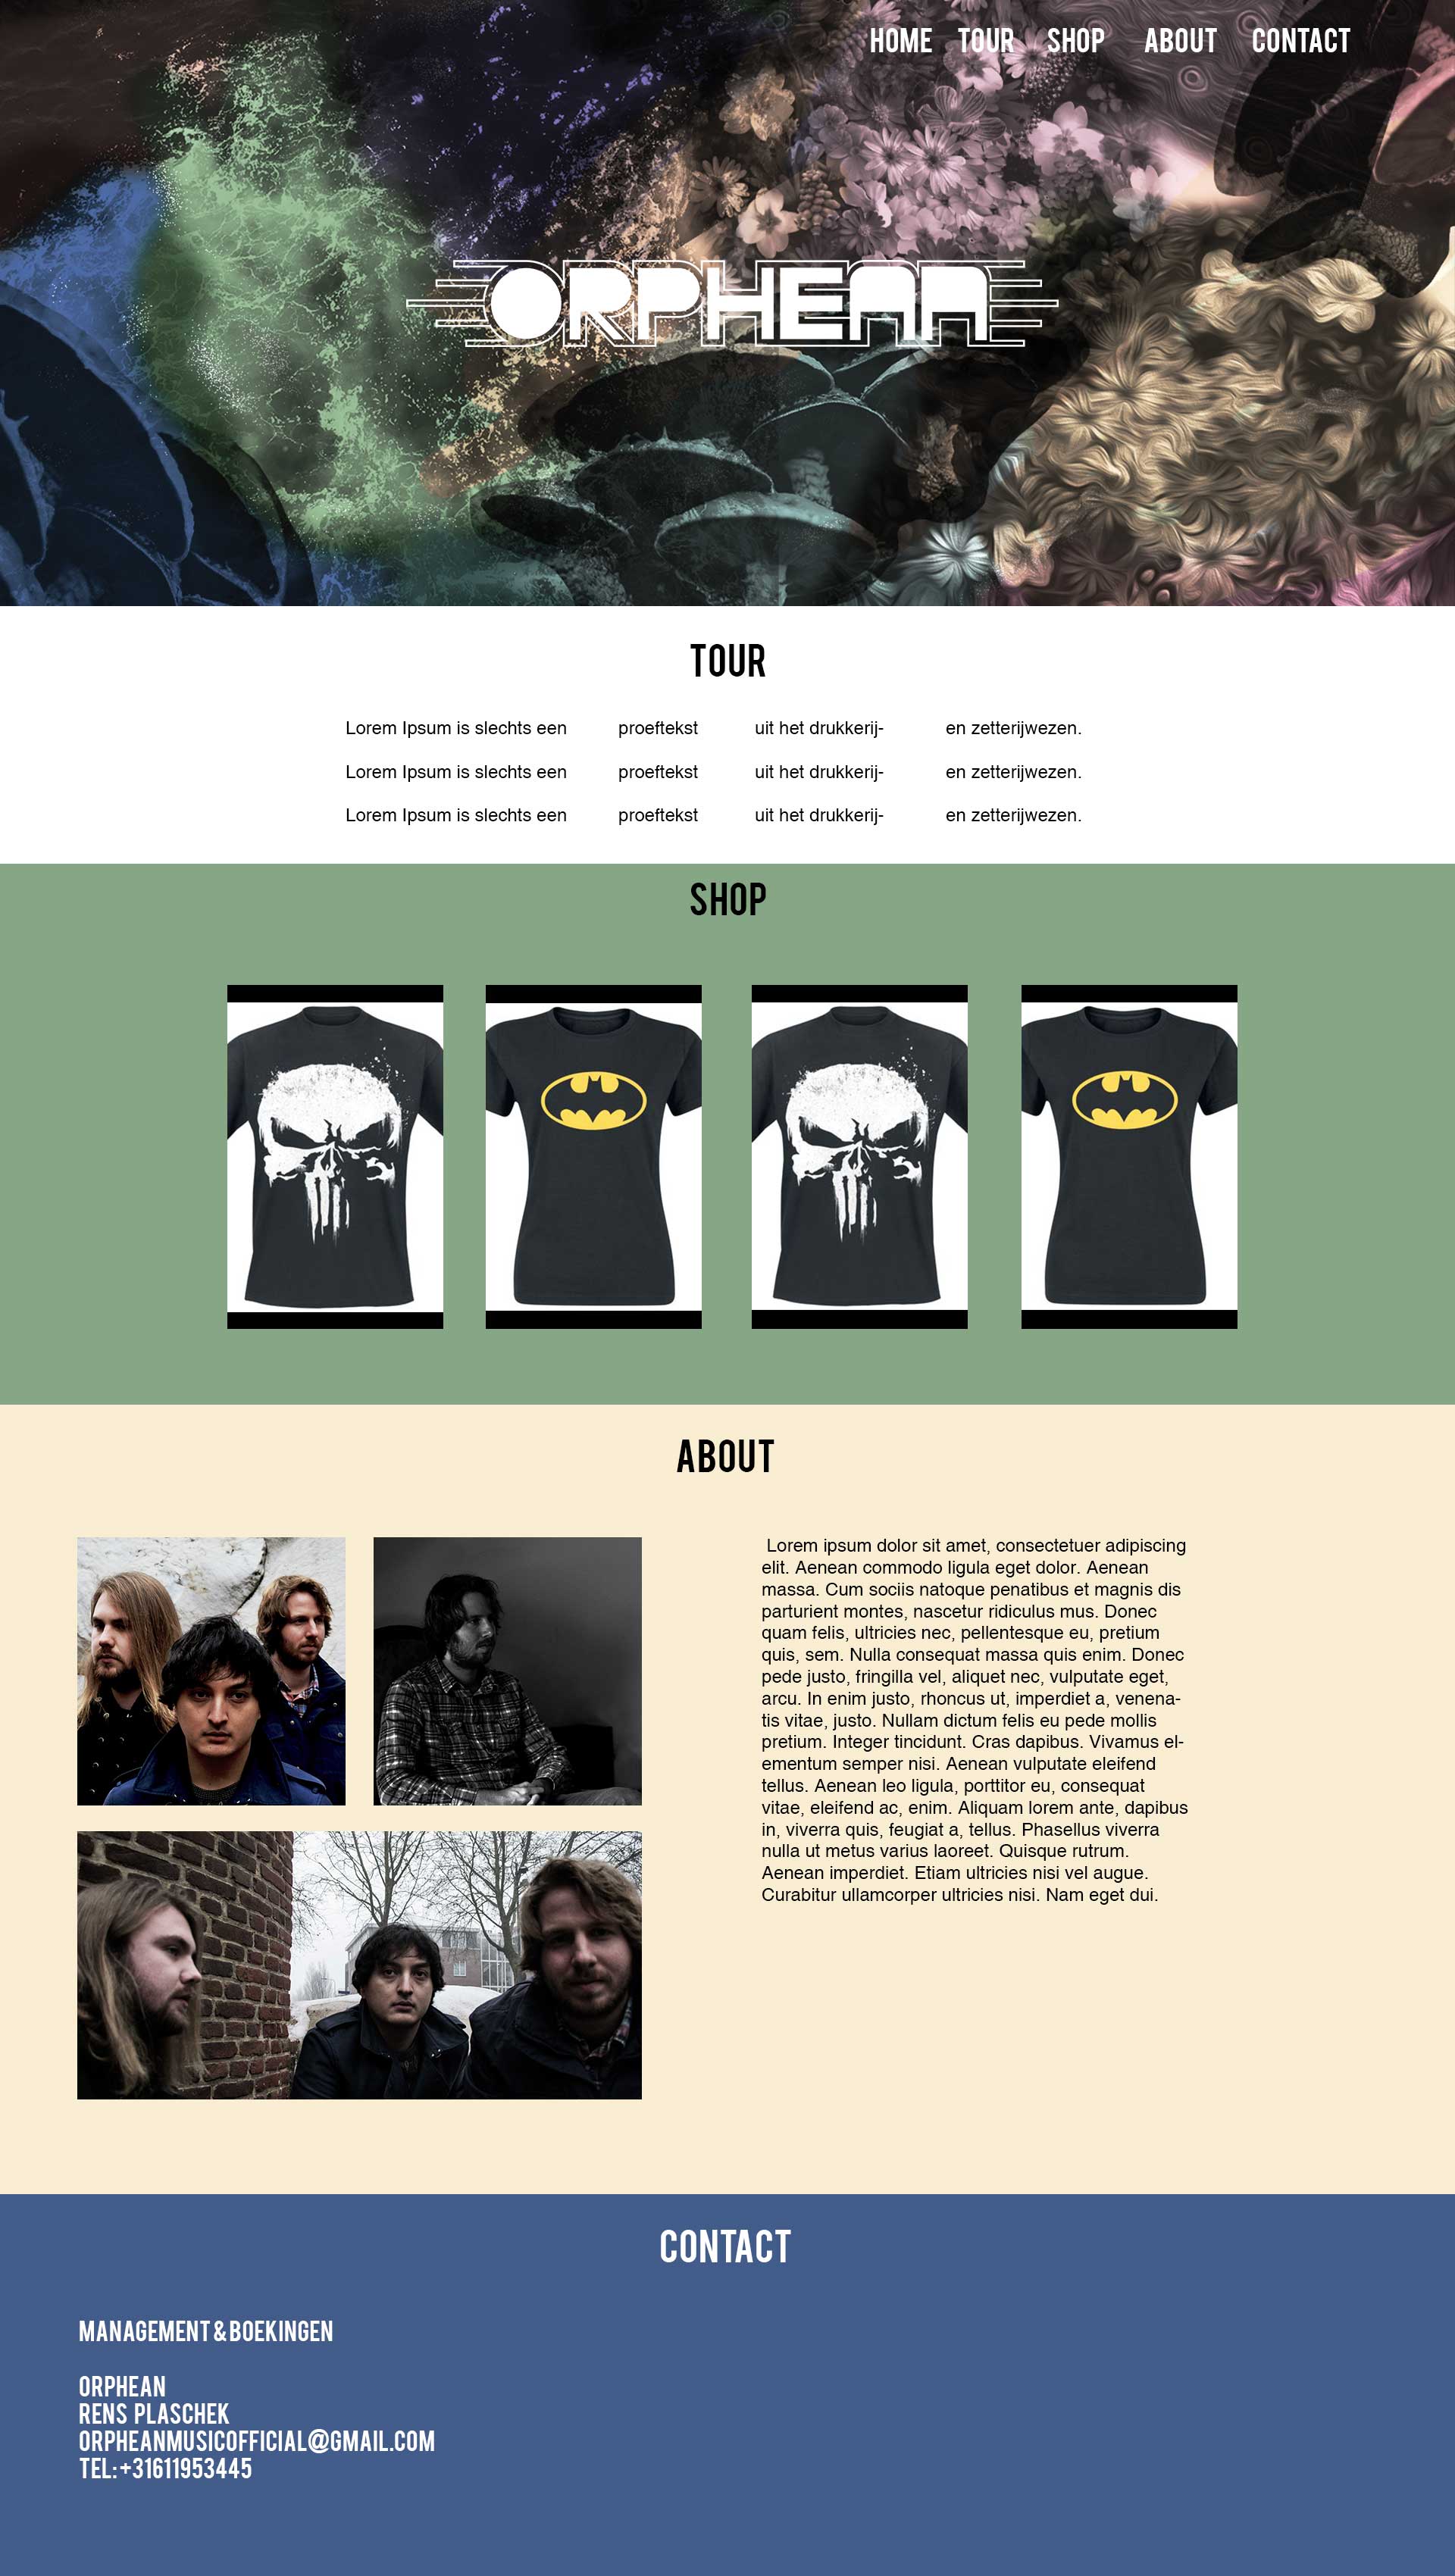 HOME TOUR SHOP ABOUT CONTACT
ORPHEAN
TOUR
Lorem Ipsum is slechts een proeftekst uit het drukkerij- en zetterijwezen.
Lorem Ipsum is slechts een proeftekst uit het drukkerij- en zetterijwezen.
Lorem Ipsum is slechts een proeftekst uit het drukkerij- en zetterijwezen.
SHOP
ABOUT
Lorem ipsum dolor sit amet, consectetuer adipiscing
elit. Aenean commodo ligula eget dolor. Aenean
massa. Cum sociis natoque penatibus et magnis dis
parturient montes, nascetur ridiculus mus. Donec
quam felis, ultricies nec, pellentesque eu, pretium
quis, sem. Nulla consequat massa quis enim. Donec
pede justo, fringilla vel, aliquet nec, vulputate eget,
arcu. In enim justo, rhoncus ut, imperdiet a, venena-
tis vitae, justo. Nullam dictum felis eu pede mollis
pretium. Integer tincidunt. Cras dapibus. Vivamus el-
ementum semper nisi. Aenean vulputate eleifend
tellus. Aenean leo ligula, porttitor eu, consequat
vitae, eleifend ac, enim. Aliquam lorem ante, dapibus
in, viverra quis, feugiat a, tellus. Phasellus viverra
nulla ut metus varius laoreet. Quisque rutrum.
Aenean imperdiet. Etiam ultricies nisi vel augue.
Curabitur ullamcorper ultricies nisi. Nam eget dui.
CONTACT
MANAGEMENT & BOEKINGEN
ORPHEAN
RENS PLASCHEK
ORPHEANMUSICOFFICIAL@GMAIL.COM
TEL: +31611953445